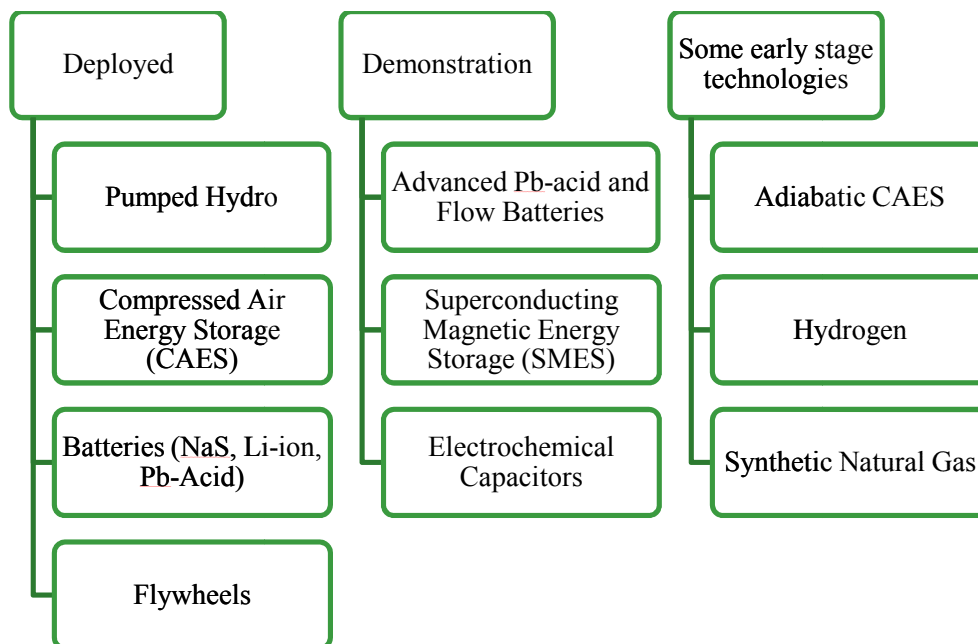 Deployed
Pumped Hydro
Compressed Air
Energy Storage
(CAES)
Batteries (NaS, Li-ion,
Pb-Acid)
Flywheels
Demonstration
Advanced Pb-acid and
Flow Batteries
Superconducting
Magnetic Energy
Storage (SMES)
Electrochemical
Capacitors
Some early stage
technologies
Adiabatic CAES
Hydrogen
Synthetic Natural Gas